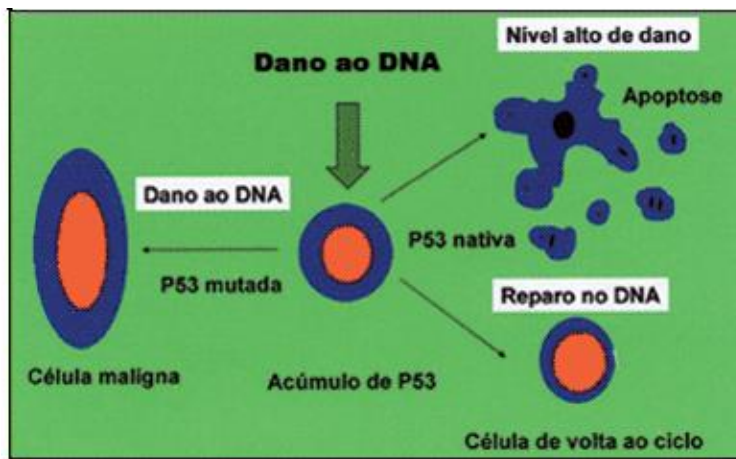 Nível alto de dano
Dano ao DNA
Apoptose
Dano ao DNA
P53 nativa
P53 mutada
Reparo no DNA
Célula maligna
Acúmulo de P53
Célula de volta ao ciclo